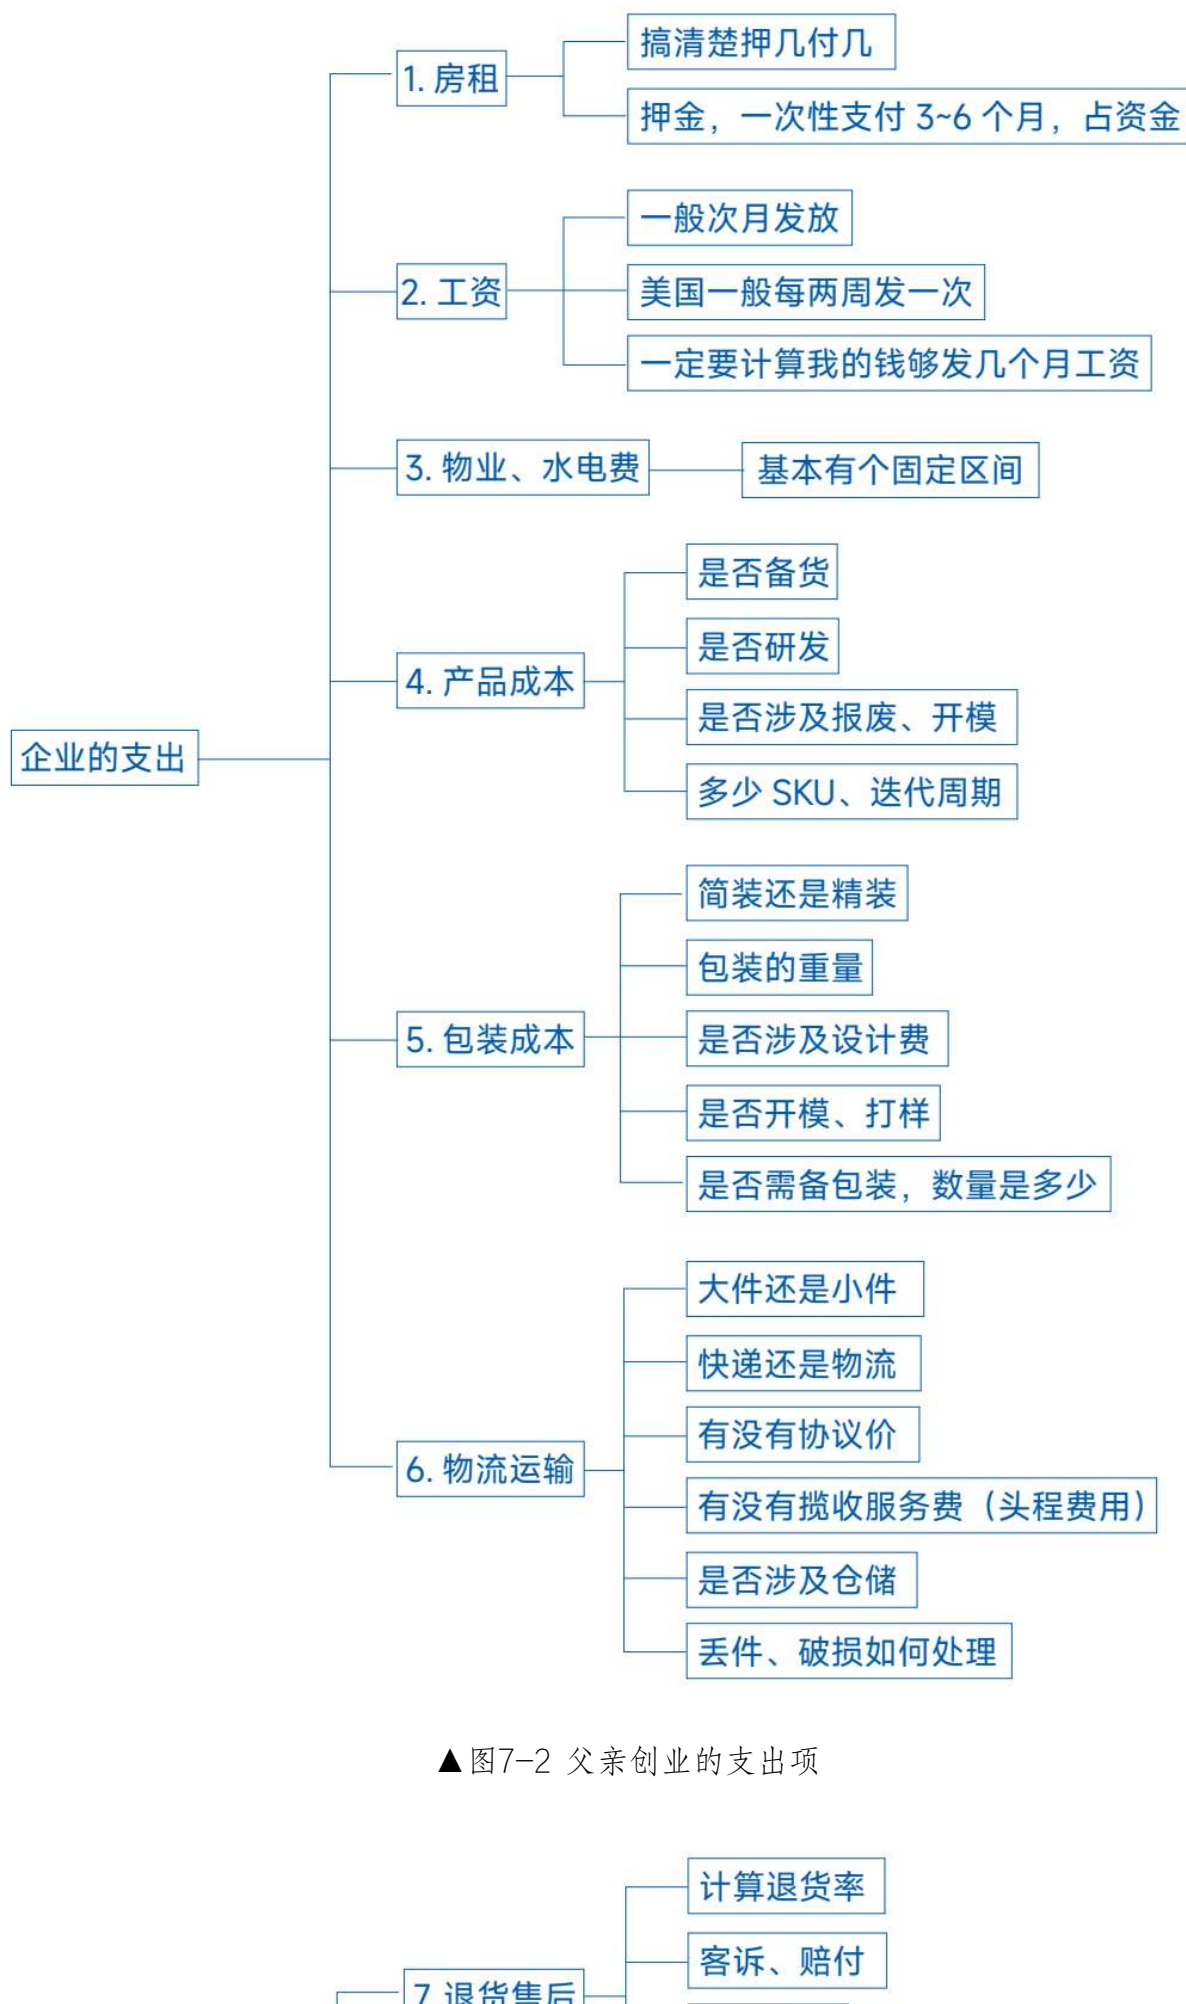 企业的支出
1. 房租
搞清楚押几付几
押金，一次性支付 3~6 个月，占资金
2. 工资
一般次月发放
美国一般每两周发一次
一定要计算我的钱够发几个月工资
3. 物业、水电费
基本有个固定区间
4. 产品成本
是否备货
是否研发
是否涉及报废、开模
多少 SKU、迭代周期
5. 包装成本
简装还是精装
包装的重量
是否涉及设计费
是否开模、打样
是否需备包装，数量是多少
6. 物流运输
大件还是小件
快递还是物流
有没有协议价
有没有揽收服务费（头程费用）
是否涉及仓储
丢件、破损如何处理
▲图7-2 父亲创业的支出项
7. 退货售后
计算退货率
客诉、赔付